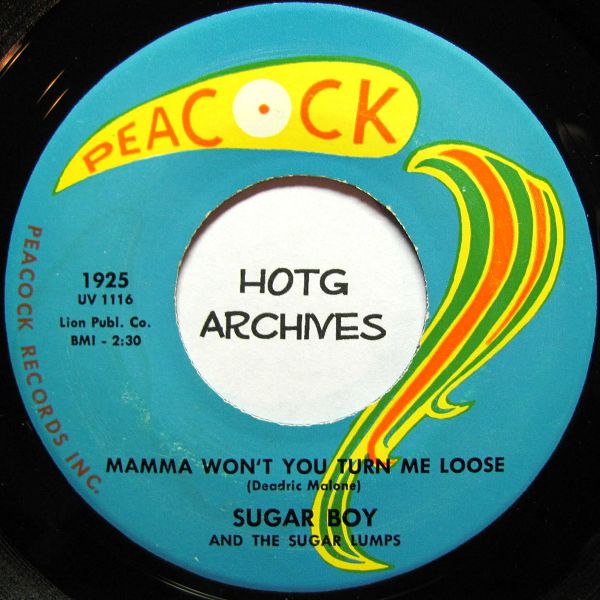 PEACOCK
PEACOCK RECORDS INC.
1925
UV 1116
Lion Publ. Co.
BMI - 2:30
HOTG
ARCHIVES
MAMMA WON'T YOU TURN ME LOOSE
(Deadric Malone)
SUGAR BOY
AND THE SUGAR LUMPS